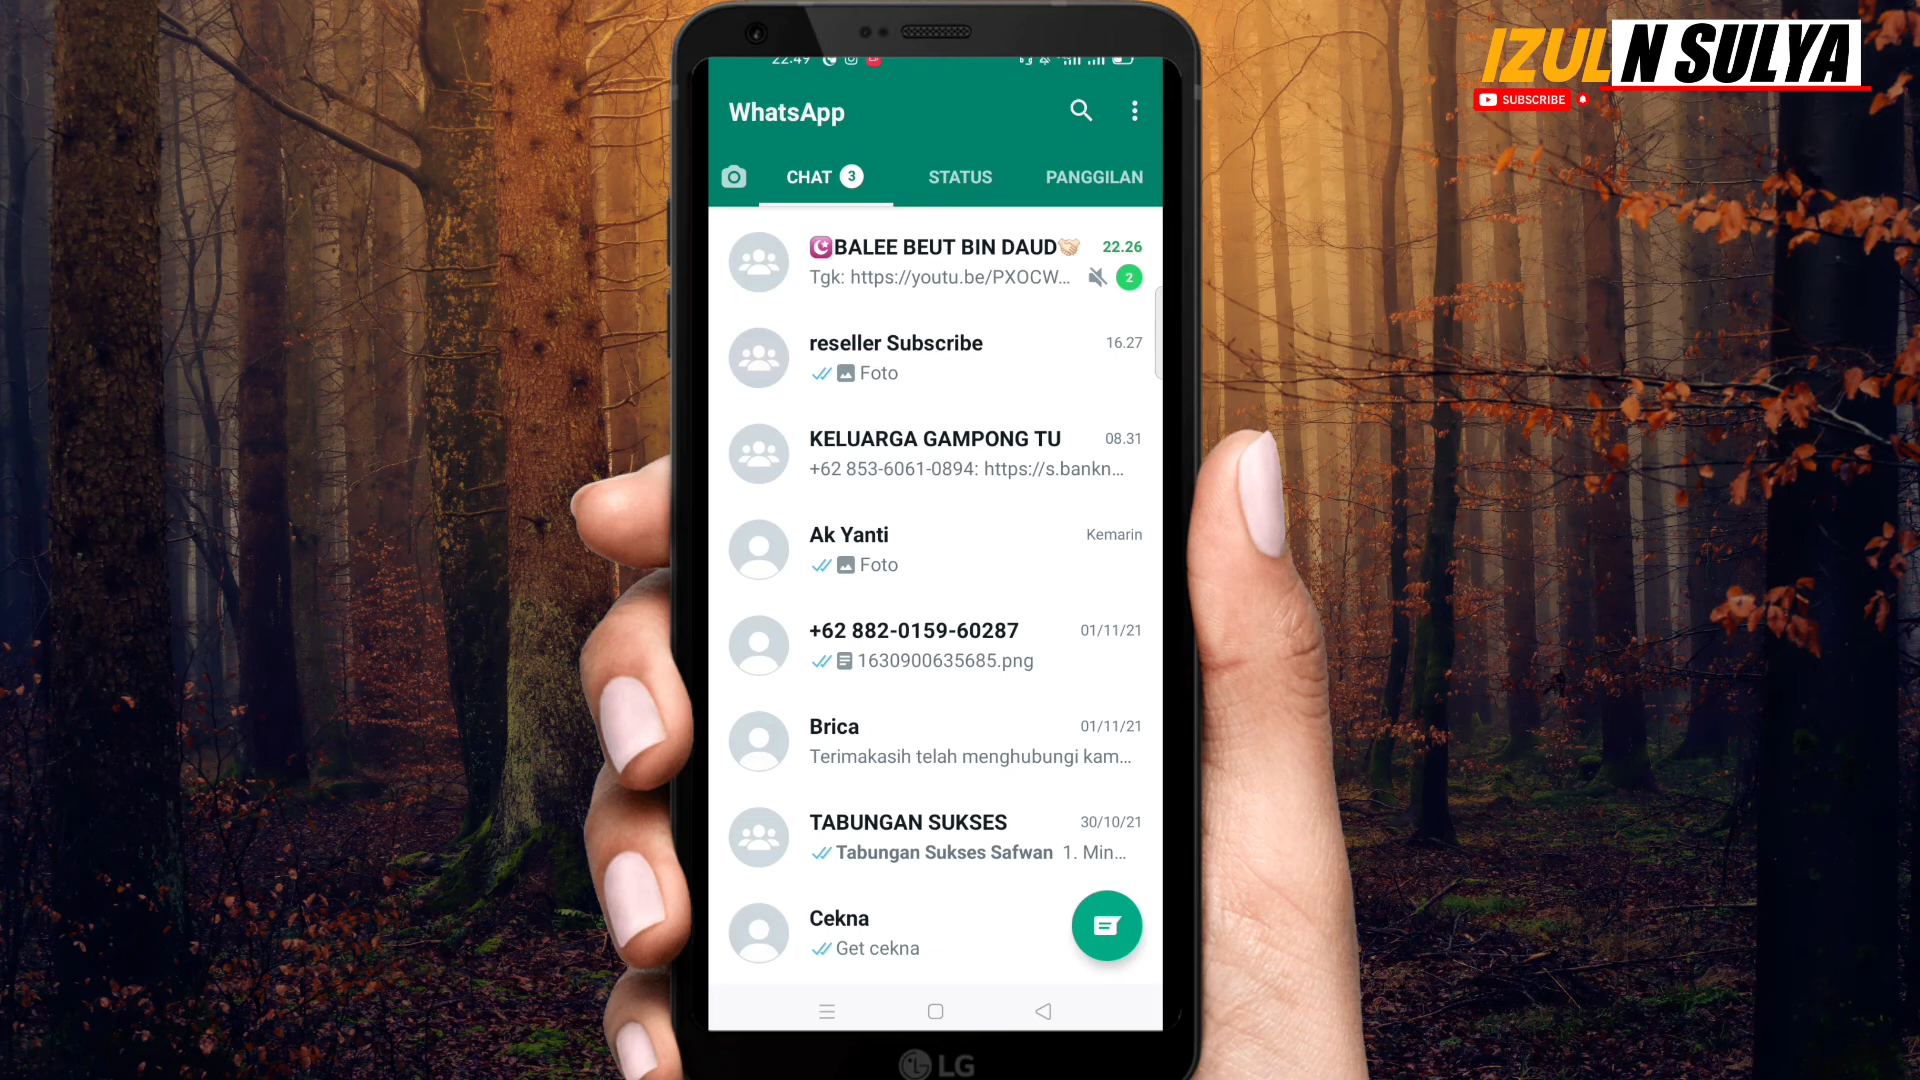 IZUL N SULYA
SUBSCRIBE
22.49
WhatsApp
CHAT 3 STATUS PANGGILAN
BALEE BEUT BIN DAUD 22.26
Tgk: https://youtu.be/PXOCW... 2
reseller Subscribe 16.27
Foto
KELUARGA GAMPONG TU 08.31
+62 853-6061-0894: https://s.bankn...
Ak Yanti Kemarin
Foto
+62 882-0159-60287 01/11/21
1630900635685.png
Brica 01/11/21
Terimakasih telah menghubungi kam...
TABUNGAN SUKSES 30/10/21
Tabungan Sukses Safwan 1. Min...
Cekna
Get cekna
LG